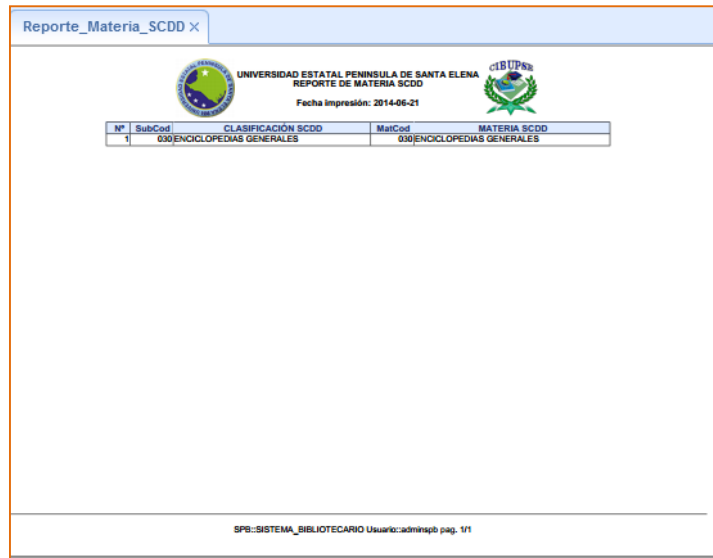 Reporte_Materia_SCDD ×
CIBUPSE
UNIVERSIDAD ESTATAL PENINSULA DE SANTA ELENA
REPORTE DE MATERIA SCDD
Fecha impresión: 2014-06-21
Nº SubCod CLASIFICACIÓN SCDD MatCod MATERIA SCDD
1 030 ENCICLOPEDIAS GENERALES 030 ENCICLOPEDIAS GENERALES
SPB::SISTEMA_BIBLIOTECARIO Usuario::adminspb pag. 1/1